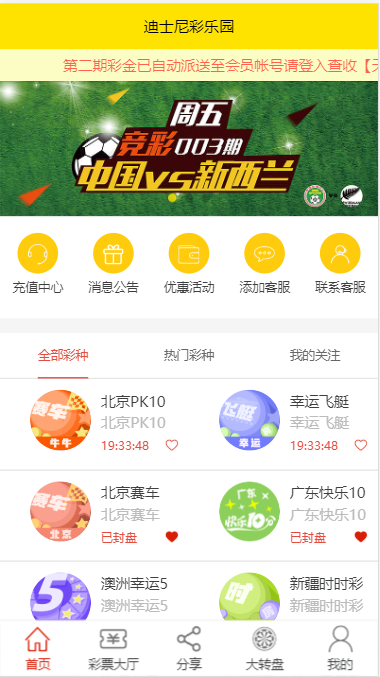 迪士尼彩乐园
第二期彩金已自动派送至会员帐号请登入查收【天
周五
竞彩003期
中国VS新西兰
充值中心 消息公告 优惠活动 添加客服 联系客服
全部彩种 热门彩种 我的关注
赛车
牛牛
北京PK10
北京PK10
19:33:48
飞艇
幸运
幸运飞艇
幸运飞艇
19:33:48
赛车
北京
北京赛车
北京赛车
已封盘
广东
快乐10分
广东快乐10
广东快乐10
已封盘
5
澳洲幸运5
澳洲幸运5
时
新疆时时彩
新疆时时彩
首页 彩票大厅 分享 大转盘 我的